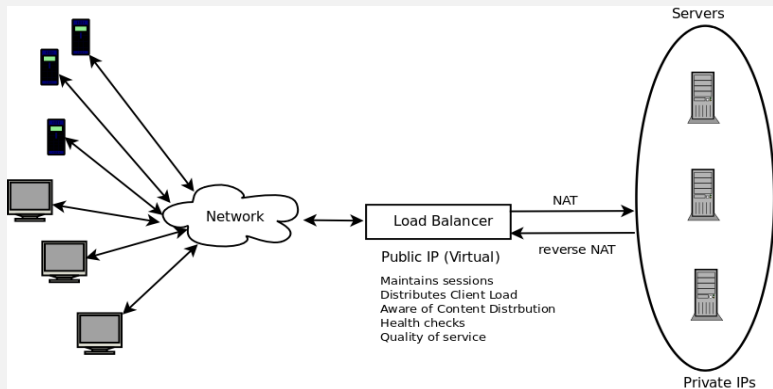 Servers
Network
Load Balancer
NAT
reverse NAT
Public IP (Virtual)
Maintains sessions
Distributes Client Load
Aware of Content Distrbution
Health checks
Quality of service
Private IPs